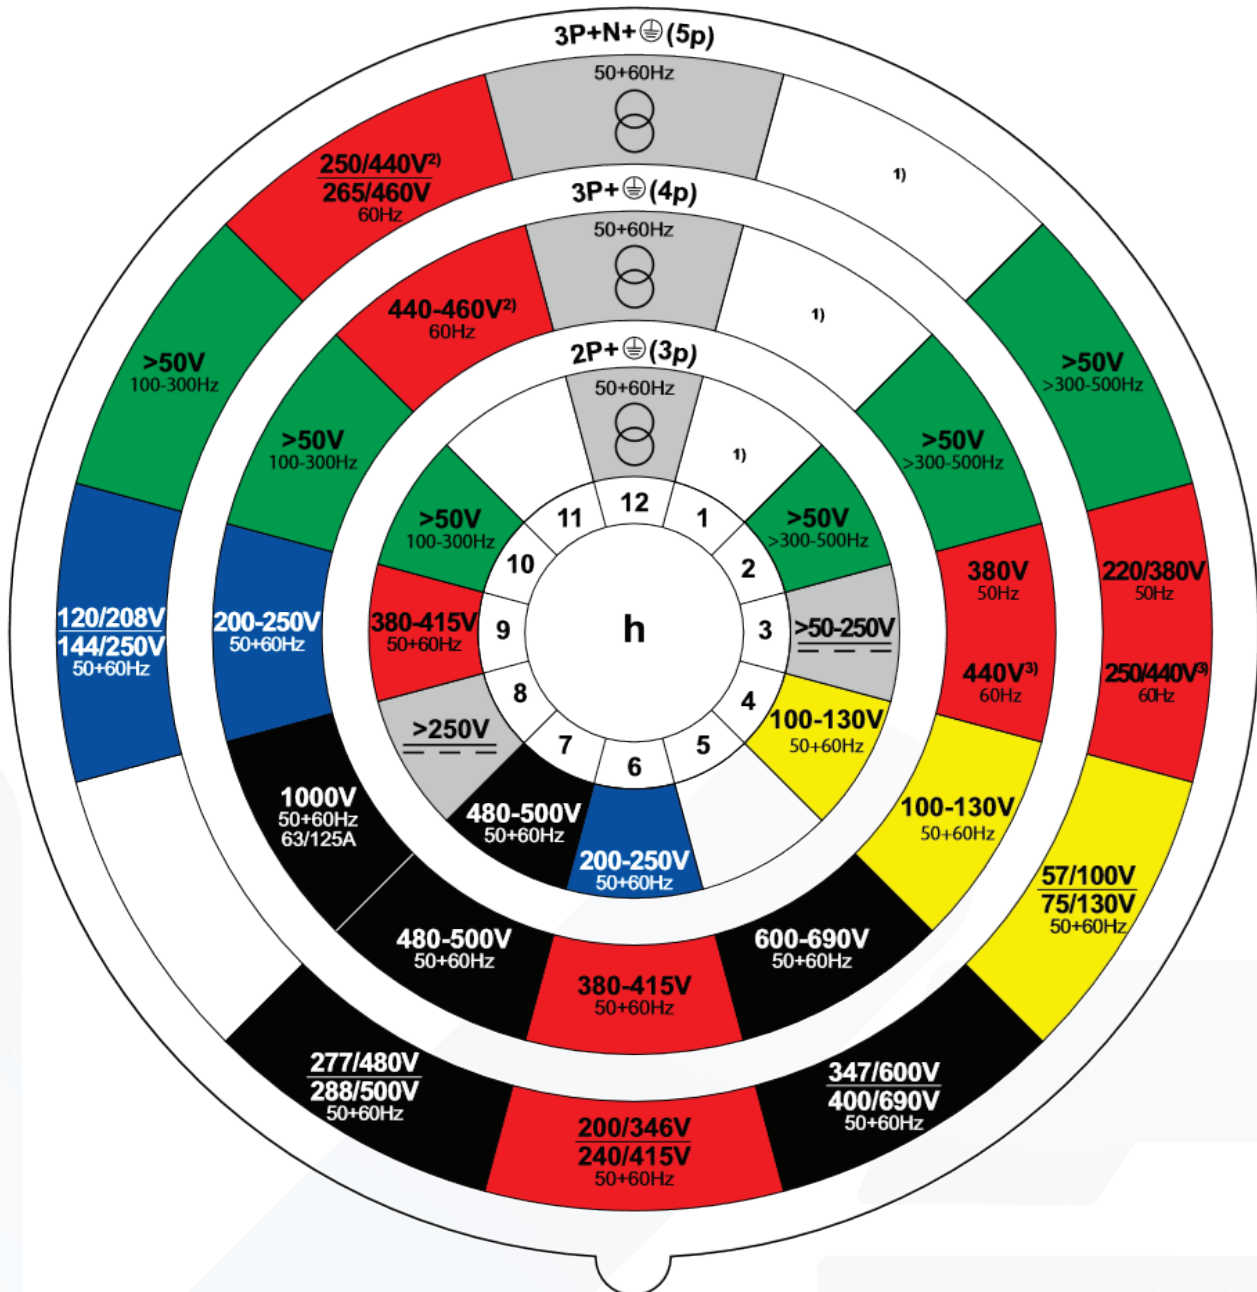 3P+N+⏚(5p)
50+60Hz
1)
>50V
>300-500Hz
220/380V
50Hz
250/440V³⁾
60Hz
57/100V
75/130V
50+60Hz
347/600V
400/690V
50+60Hz
200/346V
240/415V
50+60Hz
277/480V
288/500V
50+60Hz
120/208V
144/250V
50+60Hz
>50V
100-300Hz
250/440V²⁾
265/460V
60Hz
3P+⏚(4p)
50+60Hz
1)
>50V
>300-500Hz
380V
50Hz
440V³⁾
60Hz
100-130V
50+60Hz
600-690V
50+60Hz
380-415V
50+60Hz
480-500V
50+60Hz
1000V
50+60Hz
63/125A
200-250V
50+60Hz
>50V
100-300Hz
440-460V²⁾
60Hz
2P+⏚(3p)
50+60Hz
1)
>50V
>300-500Hz
>50-250V
100-130V
50+60Hz
200-250V
50+60Hz
480-500V
50+60Hz
>250V
380-415V
50+60Hz
>50V
100-300Hz
12
1
2
3
4
5
6
7
8
9
10
11
h